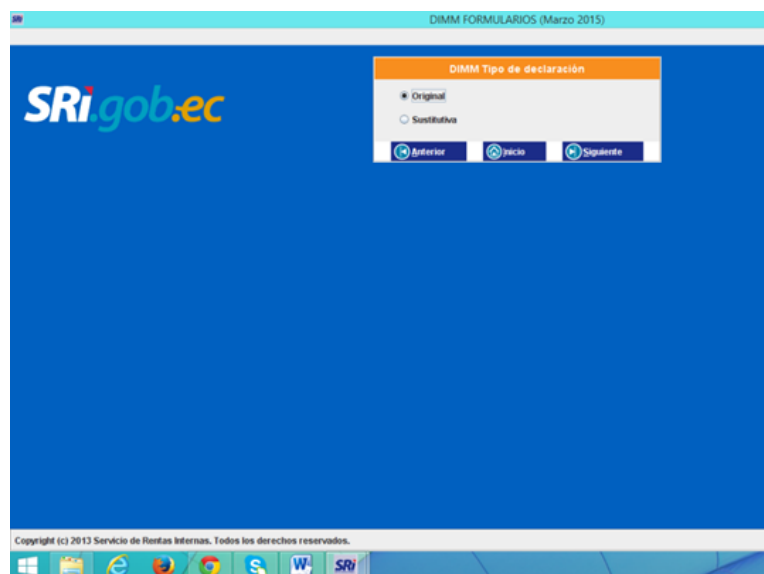 SRi
DIMM FORMULARIOS (Marzo 2015)
SRi.gob.ec
DIMM Tipo de declaración
Original
Sustitutiva
Anterior
Inicio
Siguiente
Copyright (c) 2013 Servicio de Rentas Internas. Todos los derechos reservados.
SRi